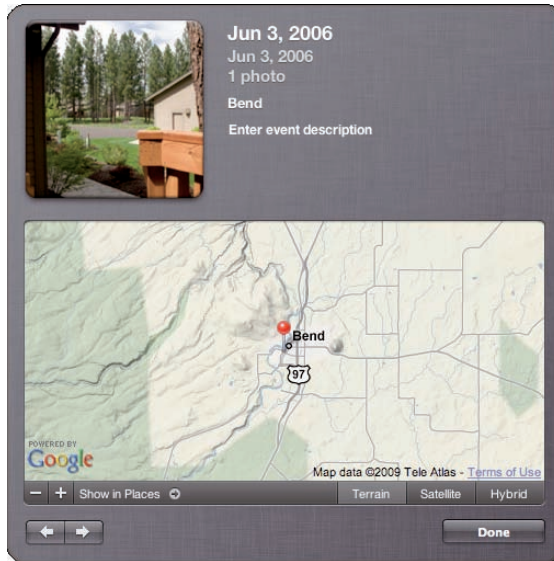 Jun 3, 2006
Jun 3, 2006
1 photo
Bend
Enter event description
Bend
97
POWERED BY
Google
Map data ©2009 Tele Atlas - Terms of Use
− + Show in Places Terrain Satellite Hybrid
Done